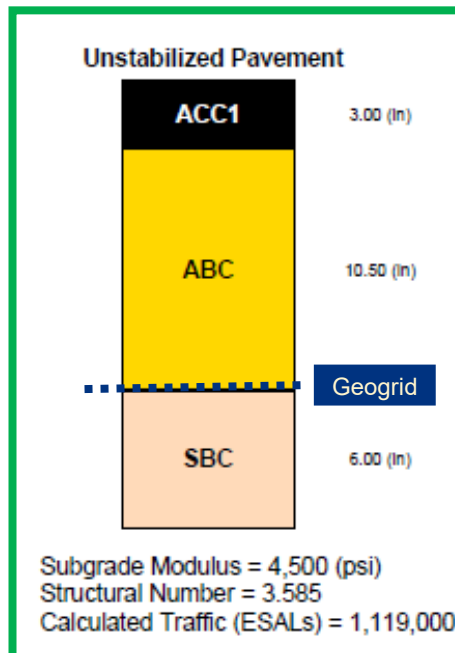 Unstabilized Pavement
ACC1
3.00 (in)
ABC
10.50 (in)
Geogrid
SBC
6.00 (in)
Subgrade Modulus = 4,500 (psi)
Structural Number = 3.585
Calculated Traffic (ESALs) = 1,119,000